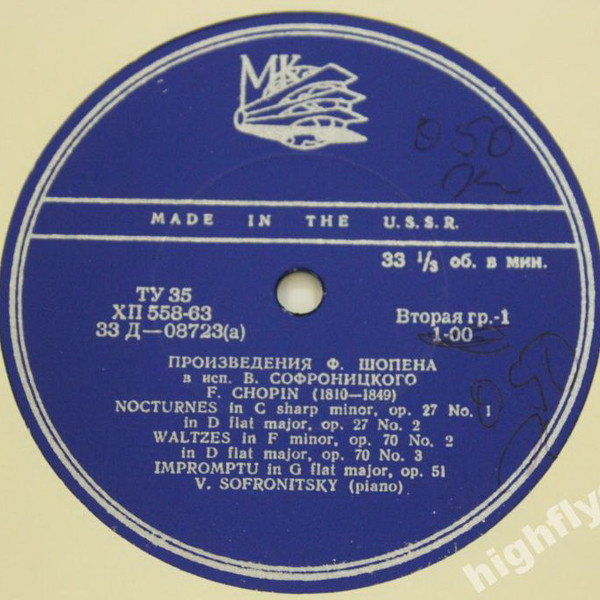 МК
050
MADE IN THE U.S.S.R.
33 1/3 об. в мин.
ТУ 35
ХП 558-63
33 Д—08723(а)
Вторая гр.-1
1-00
050
ПРОИЗВЕДЕНИЯ Ф. ШОПЕНА
в исп. В. СОФРОНИЦКОГО
F. CHOPIN (1810—1849)
NOCTURNES in C sharp minor, op. 27 No. 1
in D flat major, op. 27 No. 2
WALTZES in F minor, op. 70 No. 2
in D flat major, op. 70 No. 3
IMPROMPTU in G flat major, op. 51
V. SOFRONITSKY (piano)
highfly